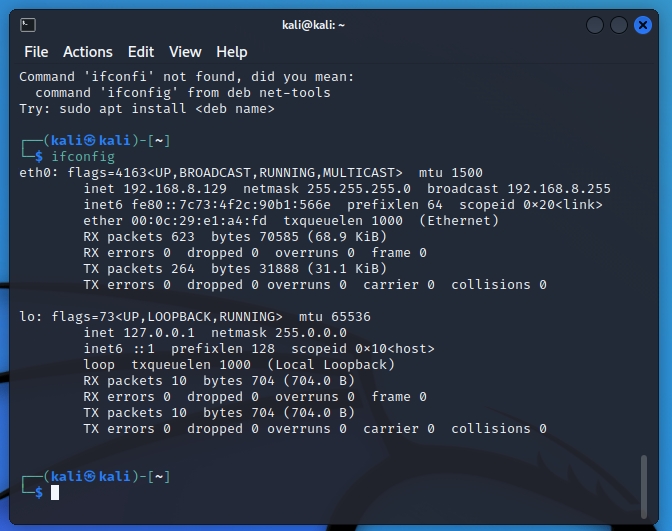 kali@kali: ~
File Actions Edit View Help
Command 'ifconfi' not found, did you mean:
  command 'ifconfig' from deb net-tools
Try: sudo apt install <deb name>
┌──(kali㉿kali)-[~]
└─$ ifconfig
eth0: flags=4163<UP,BROADCAST,RUNNING,MULTICAST>  mtu 1500
        inet 192.168.8.129  netmask 255.255.255.0  broadcast 192.168.8.255
        inet6 fe80::7c73:4f2c:90b1:566e  prefixlen 64  scopeid 0×20<link>
        ether 00:0c:29:e1:a4:fd  txqueuelen 1000  (Ethernet)
        RX packets 623  bytes 70585 (68.9 KiB)
        RX errors 0  dropped 0  overruns 0  frame 0
        TX packets 264  bytes 31888 (31.1 KiB)
        TX errors 0  dropped 0 overruns 0  carrier 0  collisions 0
lo: flags=73<UP,LOOPBACK,RUNNING>  mtu 65536
        inet 127.0.0.1  netmask 255.0.0.0
        inet6 ::1  prefixlen 128  scopeid 0×10<host>
        loop  txqueuelen 1000  (Local Loopback)
        RX packets 10  bytes 704 (704.0 B)
        RX errors 0  dropped 0  overruns 0  frame 0
        TX packets 10  bytes 704 (704.0 B)
        TX errors 0  dropped 0 overruns 0  carrier 0  collisions 0
┌──(kali㉿kali)-[~]
└─$